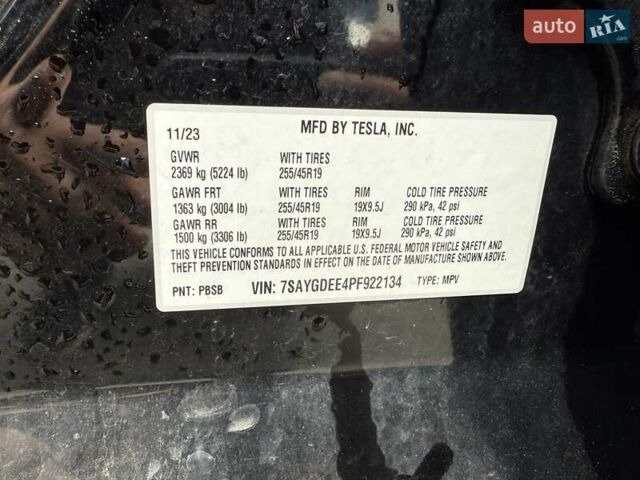 auto RIA.com
11/23 MFD BY TESLA, INC.
GVWR WITH TIRES
2369 kg (5224 lb) 255/45R19
GAWR FRT WITH TIRES RIM COLD TIRE PRESSURE
1363 kg (3004 lb) 255/45R19 19X9.5J 290 kPa, 42 psi
GAWR RR WITH TIRES RIM COLD TIRE PRESSURE
1500 kg (3306 lb) 255/45R19 19X9.5J 290 kPa, 42 psi
THIS VEHICLE CONFORMS TO ALL APPLICABLE U.S. FEDERAL MOTOR VEHICLE SAFETY AND
THEFT PREVENTION STANDARDS IN EFFECT ON THE DATE OF MANUFACTURE SHOWN ABOVE.
PNT: PBSB VIN: 7SAYGDEE4PF922134 TYPE: MPV